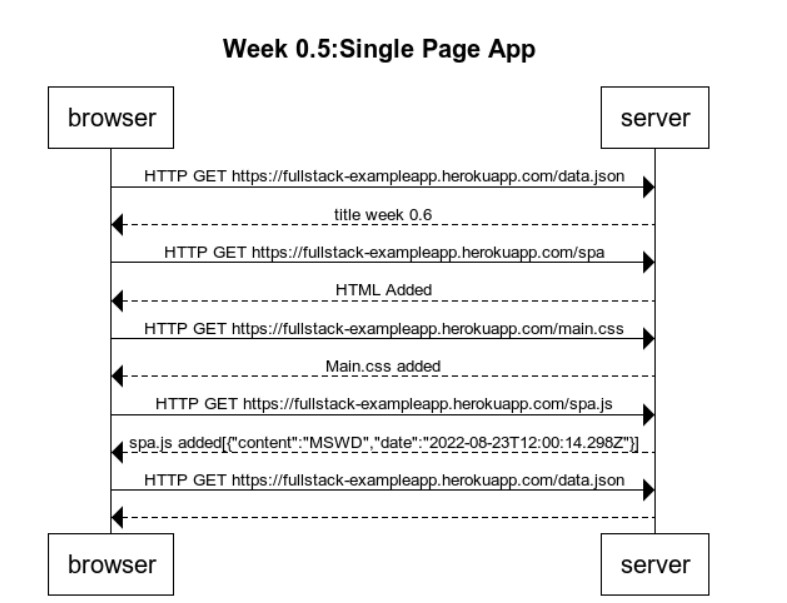 Week 0.5:Single Page App
browser
server
HTTP GET https://fullstack-exampleapp.herokuapp.com/data.json
title week 0.6
HTTP GET https://fullstack-exampleapp.herokuapp.com/spa
HTML Added
HTTP GET https://fullstack-exampleapp.herokuapp.com/main.css
Main.css added
HTTP GET https://fullstack-exampleapp.herokuapp.com/spa.js
spa.js added[{"content":"MSWD","date":"2022-08-23T12:00:14.298Z"}]
HTTP GET https://fullstack-exampleapp.herokuapp.com/data.json
browser
server